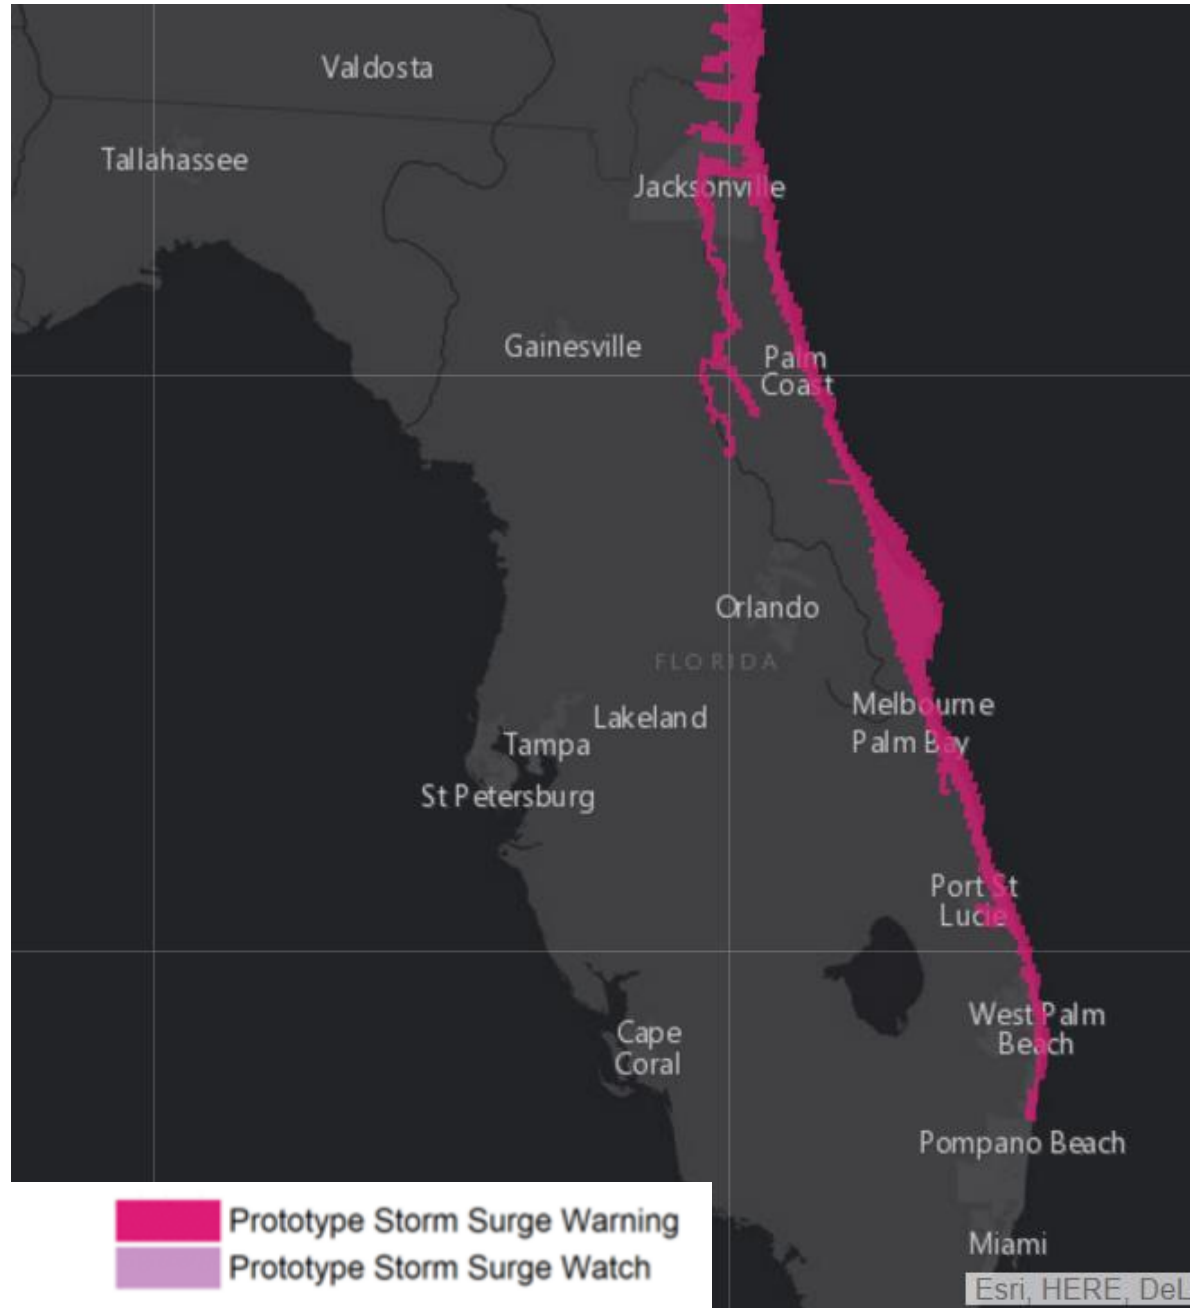 Valdosta
Tallahassee
Jacksonville
Gainesville
Palm
Coast
Orlando
FLORIDA
Melbourne
Lakeland
Palm Bay
Tampa
St Petersburg
Port St
Lucie
West Palm
Beach
Cape
Coral
Pompano Beach
Prototype Storm Surge Warning
Prototype Storm Surge Watch
Miami
Esri, HERE, DeL